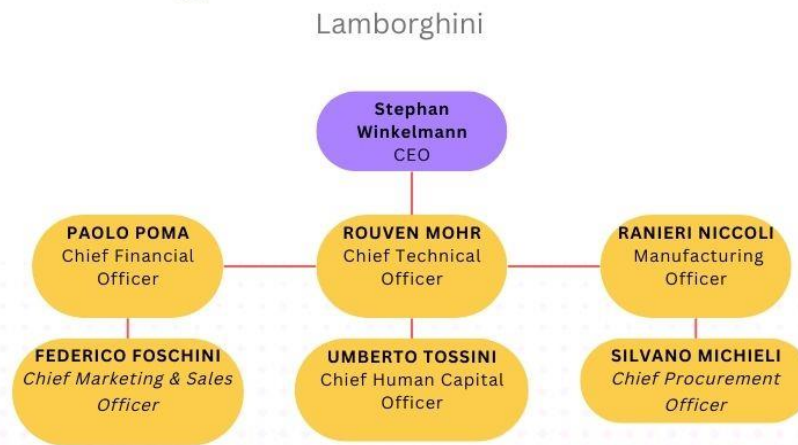 Lamborghini
Stephan
Winkelmann
CEO
PAOLO POMA
Chief Financial
Officer
ROUVEN MOHR
Chief Technical
Officer
RANIERI NICCOLI
Manufacturing
Officer
FEDERICO FOSCHINI
Chief Marketing & Sales
Officer
UMBERTO TOSSINI
Chief Human Capital
Officer
SILVANO MICHIELI
Chief Procurement
Officer